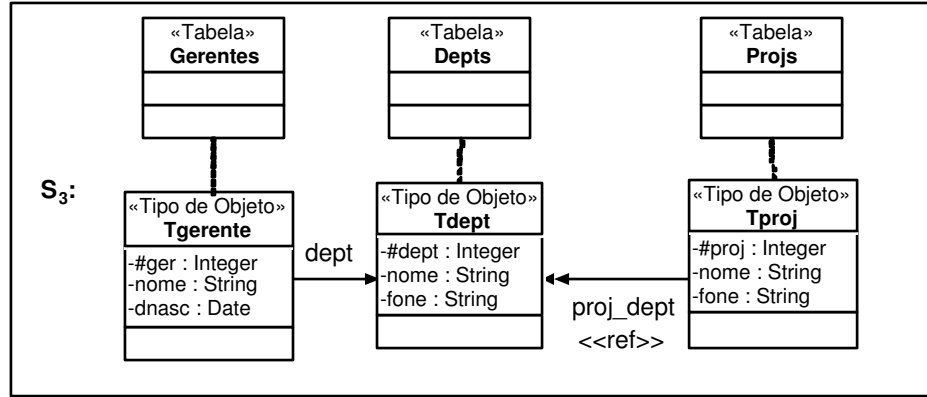 «Tabela»
Gerentes
«Tabela»
Depts
«Tabela»
Projs
S3:
«Tipo de Objeto»
Tgerente
-#ger : Integer
-nome : String
-dnasc : Date
dept
«Tipo de Objeto»
Tdept
-#dept : Integer
-nome : String
-fone : String
proj_dept
<<ref>>
«Tipo de Objeto»
Tproj
-#proj : Integer
-nome : String
-fone : String